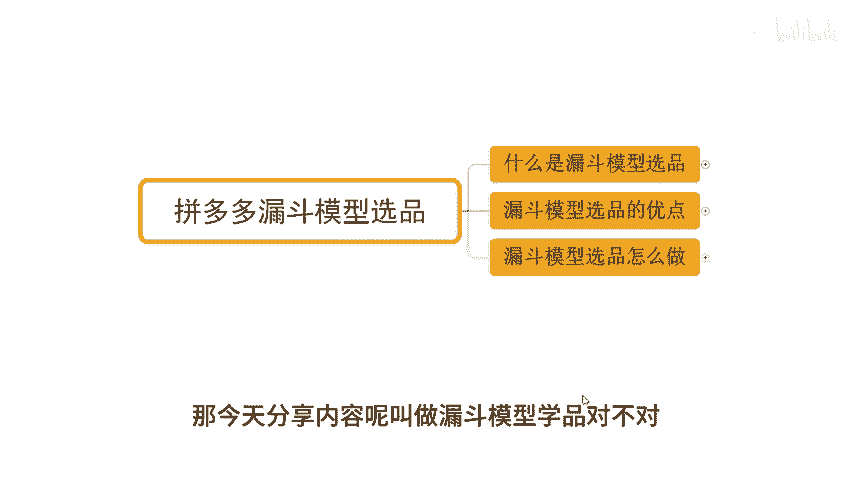 什么是漏斗模型选品
拼多多漏斗模型选品
漏斗模型选品的优点
漏斗模型选品怎么做
那今天分享内容呢叫做漏斗模型学品对不对